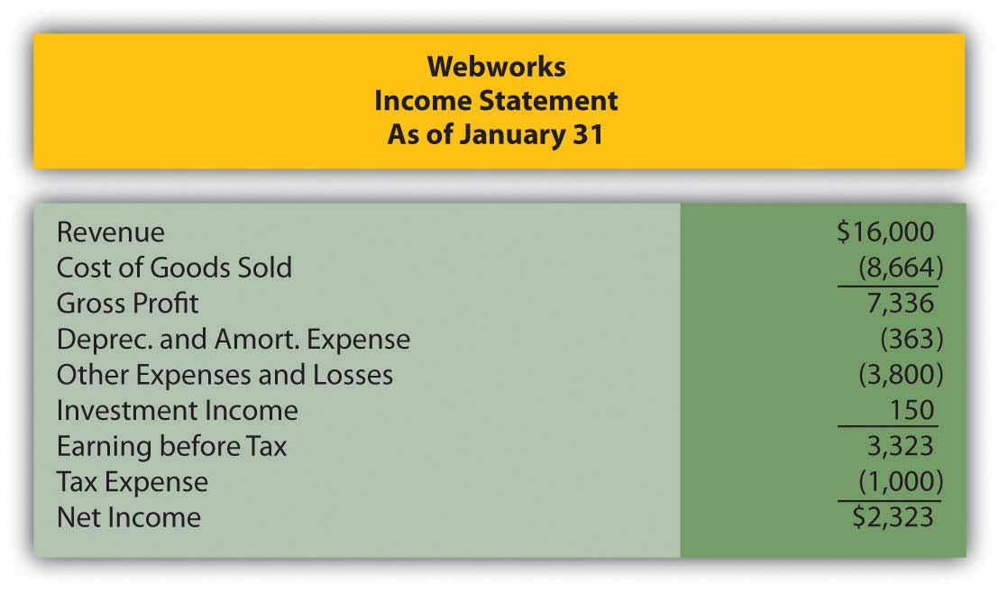 Webworks
Income Statement
As of January 31
Revenue $16,000
Cost of Goods Sold (8,664)
Gross Profit 7,336
Deprec. and Amort. Expense (363)
Other Expenses and Losses (3,800)
Investment Income 150
Earning before Tax 3,323
Tax Expense (1,000)
Net Income $2,323